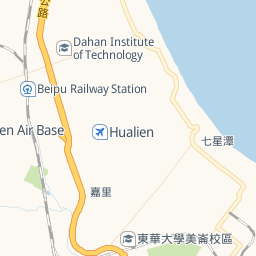 公路
Dahan Institute
of Technology
Beipu Railway Station
en Air Base
Hualien
七星潭
嘉里
東華大學美崙校區